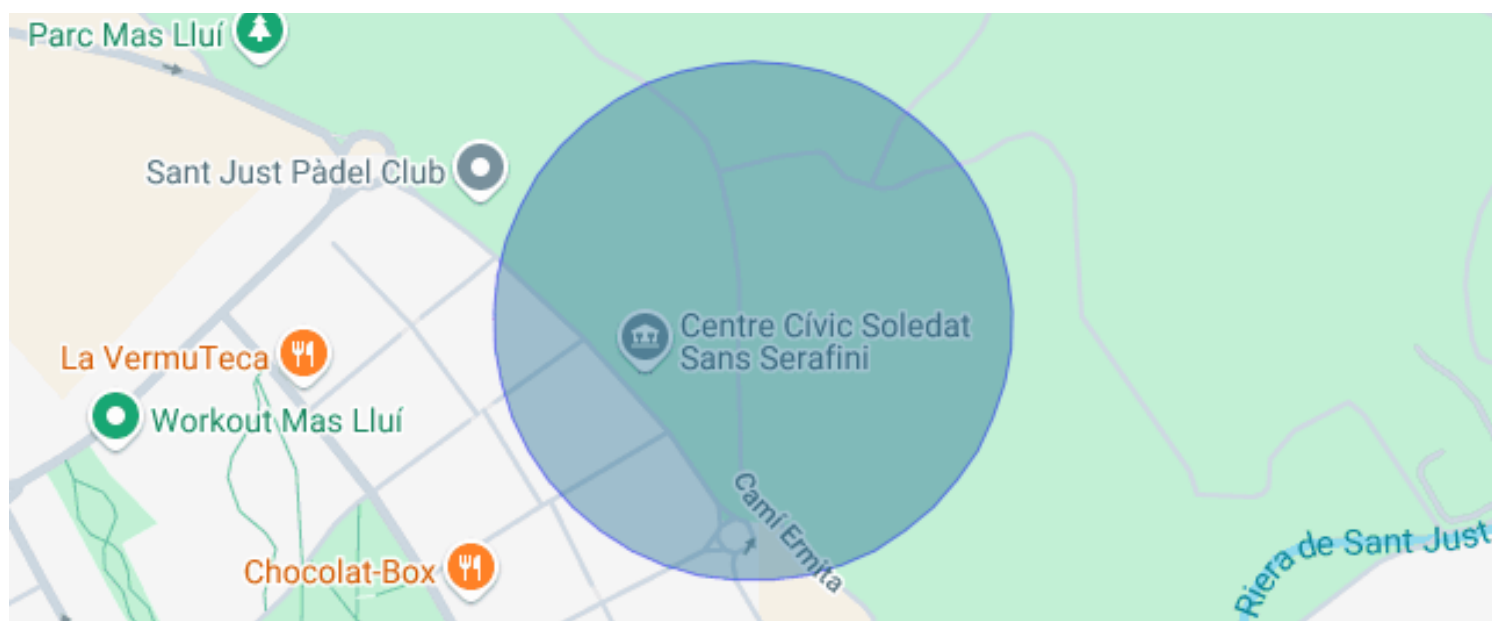 Parc Mas Lluí
Sant Just Pàdel Club
Centre Cívic Soledat
Sans Serafini
La VermuTeca
Workout Mas Lluí
Camí Ermita
Chocolat-Box
Riera de Sant Just